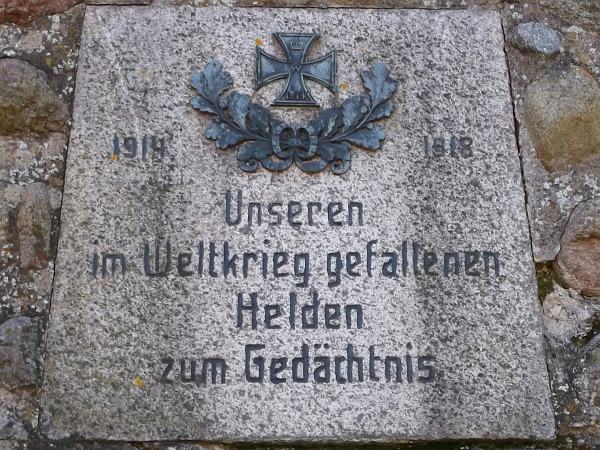 1914 1918
Unseren
im Weltkrieg gefallenen
Helden
zum Gedächtnis